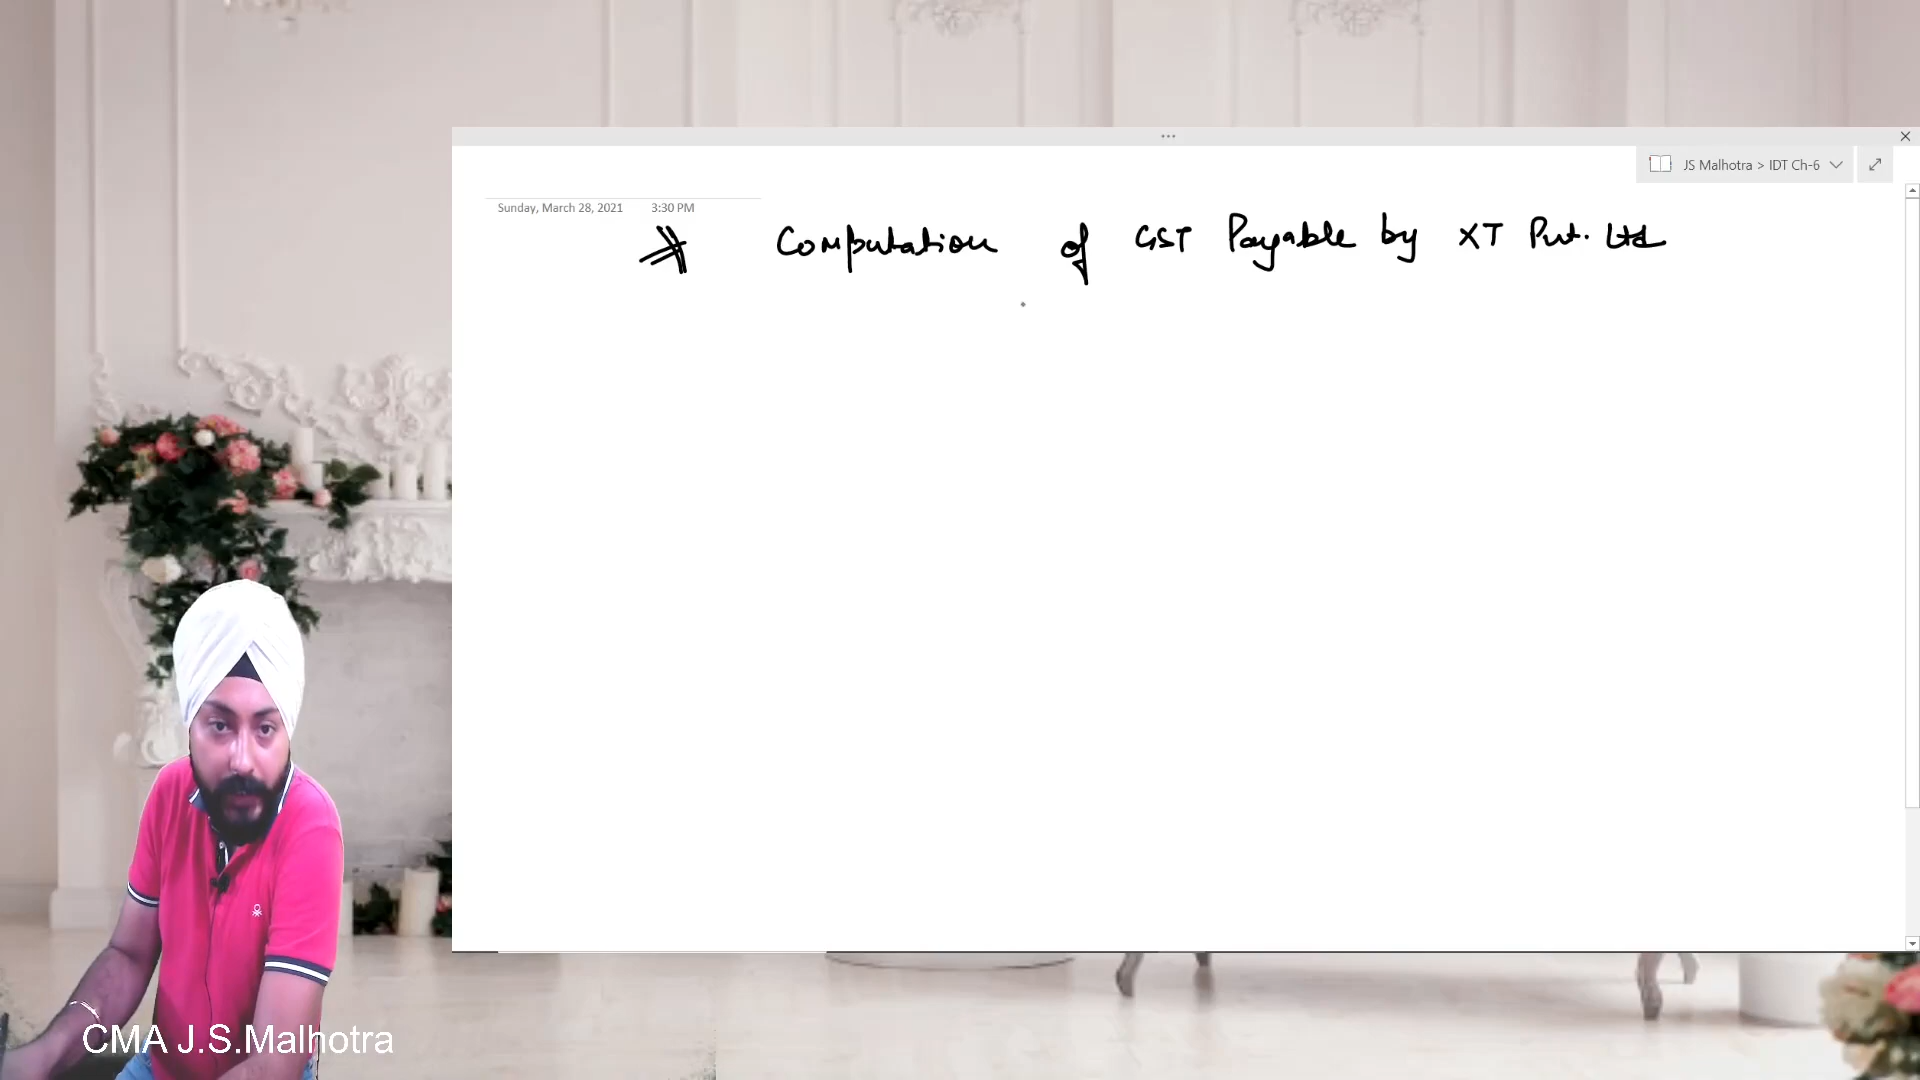 JS Malhotra > IDT Ch-6
Sunday, March 28, 2021 3:30 PM
Computation of GST Payable by XT Pvt. Ltd
CMA J.S.Malhotra